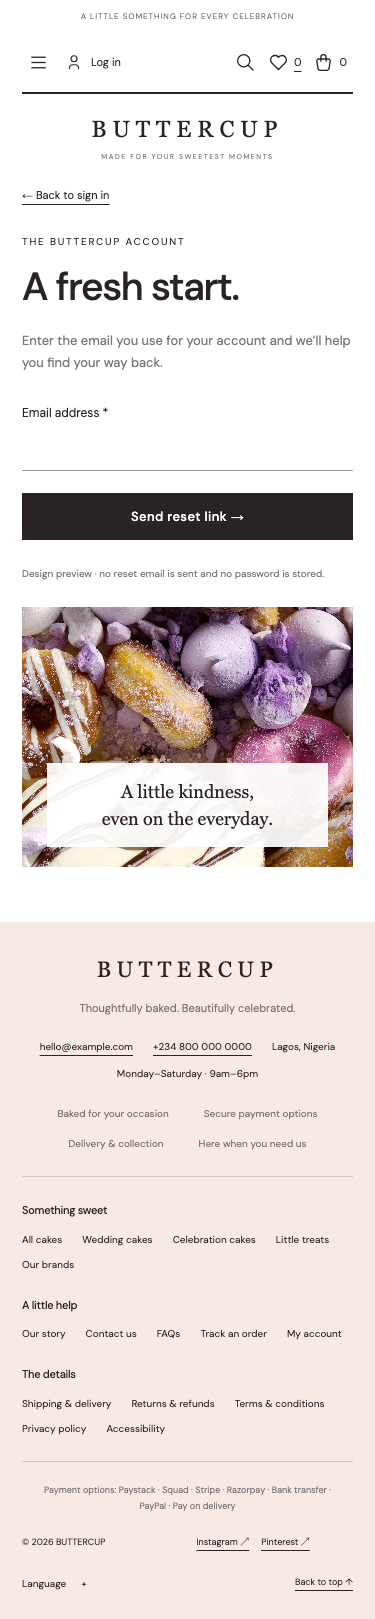 A LITTLE SOMETHING FOR EVERY CELEBRATION
Log in 0 0
BUTTERCUP
MADE FOR YOUR SWEETEST MOMENTS
← Back to sign in
THE BUTTERCUP ACCOUNT
A fresh start.
Enter the email you use for your account and we’ll help
you find your way back.
Email address *
Send reset link →
Design preview · no reset email is sent and no password is stored.
A little kindness,
even on the everyday.
BUTTERCUP
Thoughtfully baked. Beautifully celebrated.
hello@example.com +234 800 000 0000 Lagos, Nigeria
Monday–Saturday · 9am–6pm
Baked for your occasion Secure payment options
Delivery & collection Here when you need us
Something sweet
All cakes Wedding cakes Celebration cakes Little treats
Our brands
A little help
Our story Contact us FAQs Track an order My account
The details
Shipping & delivery Returns & refunds Terms & conditions
Privacy policy Accessibility
Payment options: Paystack · Squad · Stripe · Razorpay · Bank transfer ·
PayPal · Pay on delivery
© 2026 BUTTERCUP Instagram ↗ Pinterest ↗
Language + Back to top ↑